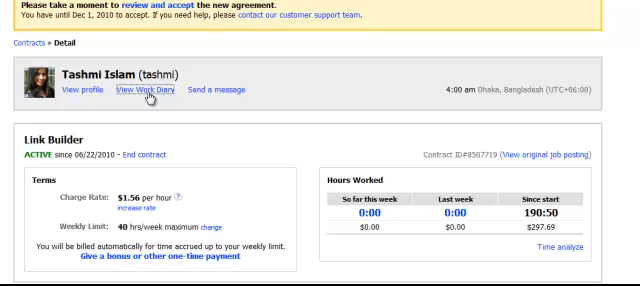 Please take a moment to review and accept the new agreement.
You have until Dec 1, 2010 to accept. If you need help, please contact our customer support team.
Contracts » Detail
Tashmi Islam (tashmi)
View profile View Work Diary Send a message
4:00 am Dhaka, Bangladesh (UTC+06:00)
Link Builder
ACTIVE since 06/22/2010 - End contract
Contract ID#8507719 (View original job posting)
Terms
Charge Rate: $1.56 per hour ?
increase rate
Weekly Limit: 40 hrs/week maximum change
You will be billed automatically for time accrued up to your weekly limit.
Give a bonus or other one-time payment
Hours Worked
So far this week Last week Since start
0:00 0:00 190:50
$0.00 $0.00 $297.69
Time analyze